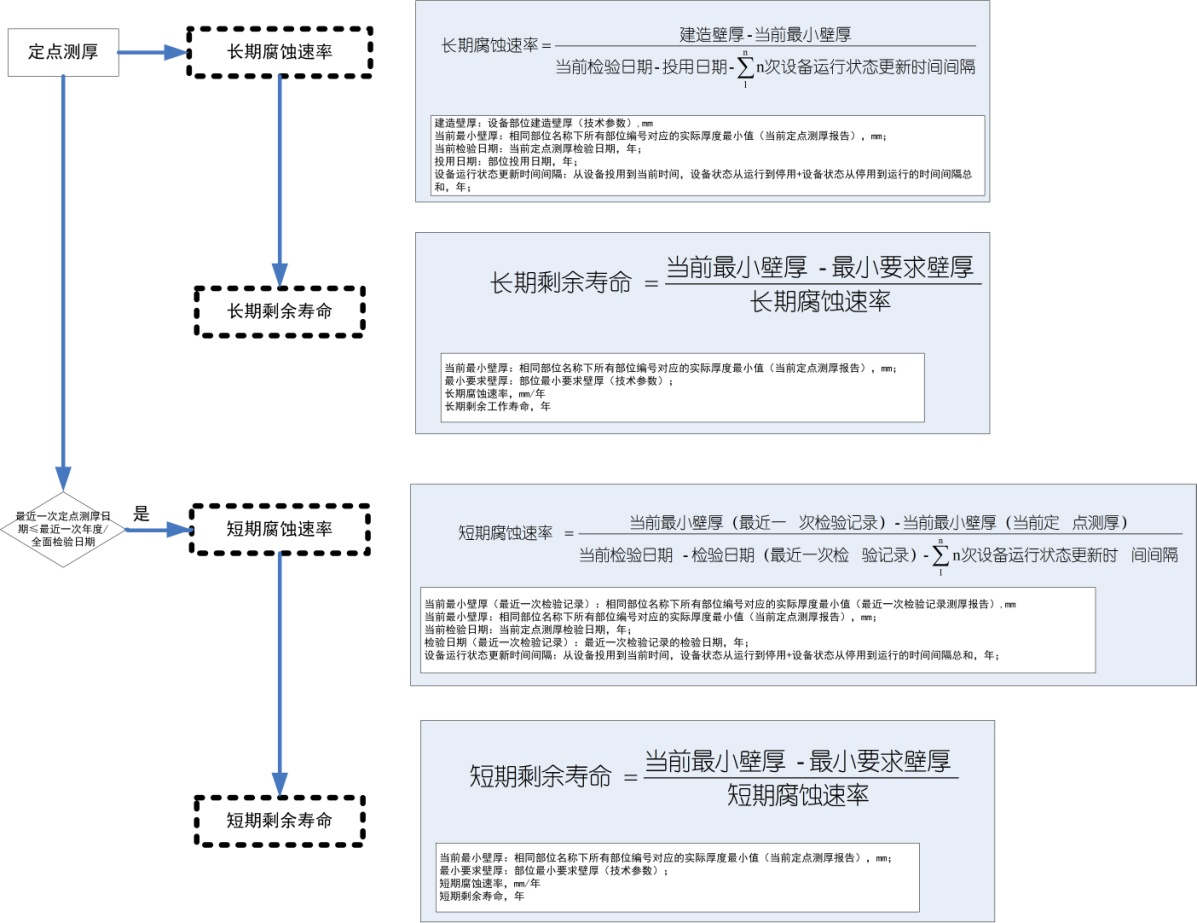 定点测厚
长期腐蚀速率
长期腐蚀速率=
建造壁厚-当前最小壁厚
当前检验日期-投用日期-
n
∑
1
n次设备运行状态更新时间间隔
建造壁厚：设备部位建造壁厚（技术参数）,mm
当前最小壁厚：相同部位名称下所有部位编号对应的实际厚度最小值（当前定点测厚报告），mm；
当前检验日期：当前定点测厚检验日期，年；
投用日期：部位投用日期，年；
设备运行状态更新时间间隔：从设备投用到当前时间，设备状态从运行到停用+设备状态从停用到运行的时间间隔总
和，年；
长期剩余寿命
长期剩余寿命 =
当前最小壁厚 -最小要求壁厚
长期腐蚀速率
当前最小壁厚：相同部位名称下所有部位编号对应的实际厚度最小值（当前定点测厚报告），mm；
最小要求壁厚：部位最小要求壁厚（技术参数）；
长期腐蚀速率，mm/年
长期剩余工作寿命，年
最近一次定点测厚日
期≤最近一次年度/
全面检验日期
是
短期腐蚀速率
短期腐蚀速率 =
当前最小壁厚（最近一 次检验记录）-当前最小壁厚（当前定 点测厚）
当前检验日期 -检验日期（最近一次检 验记录）-
n
∑
1
n次设备运行状态更新时 间间隔
当前最小壁厚（最近一次检验记录）：相同部位名称下所有部位编号对应的实际厚度最小值（最近一次检验记录测厚报告）,mm
当前最小壁厚：相同部位名称下所有部位编号对应的实际厚度最小值（当前定点测厚报告），mm；
当前检验日期：当前定点测厚检验日期，年；
检验日期（最近一次检验记录）：最近一次检验记录的检验日期，年；
设备运行状态更新时间间隔：从设备投用到当前时间，设备状态从运行到停用+设备状态从停用到运行的时间间隔总和，年；
短期剩余寿命
短期剩余寿命 =
当前最小壁厚 -最小要求壁厚
短期腐蚀速率
当前最小壁厚：相同部位名称下所有部位编号对应的实际厚度最小值（当前定点测厚报告），mm；
最小要求壁厚：部位最小要求壁厚（技术参数）；
短期腐蚀速率，mm/年
短期剩余寿命，年